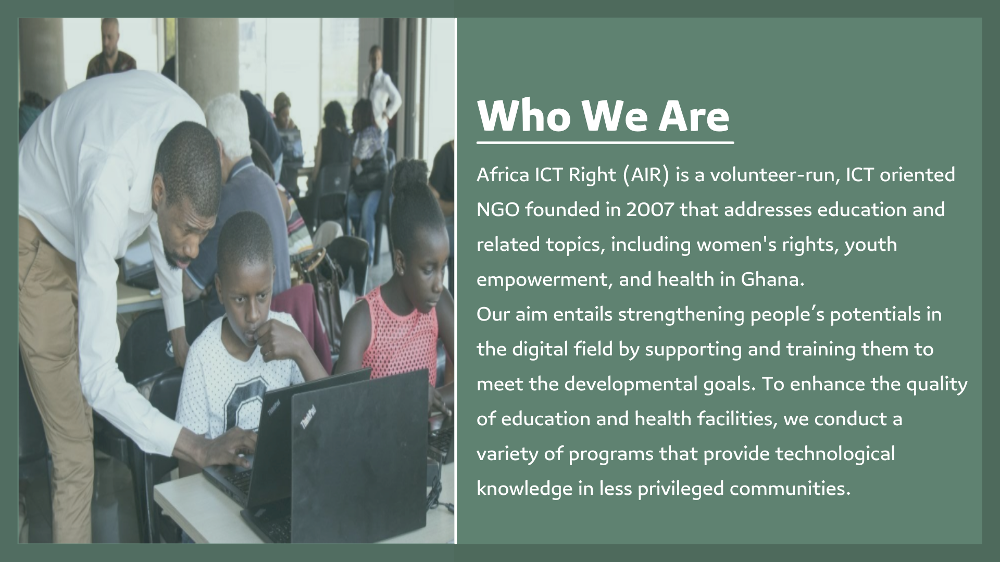 Who We Are
Africa ICT Right (AIR) is a volunteer-run, ICT oriented
NGO founded in 2007 that addresses education and
related topics, including women's rights, youth
empowerment, and health in Ghana.
Our aim entails strengthening people’s potentials in
the digital field by supporting and training them to
meet the developmental goals. To enhance the quality
of education and health facilities, we conduct a
variety of programs that provide technological
knowledge in less privileged communities.
ThinkPad
ThinkPad